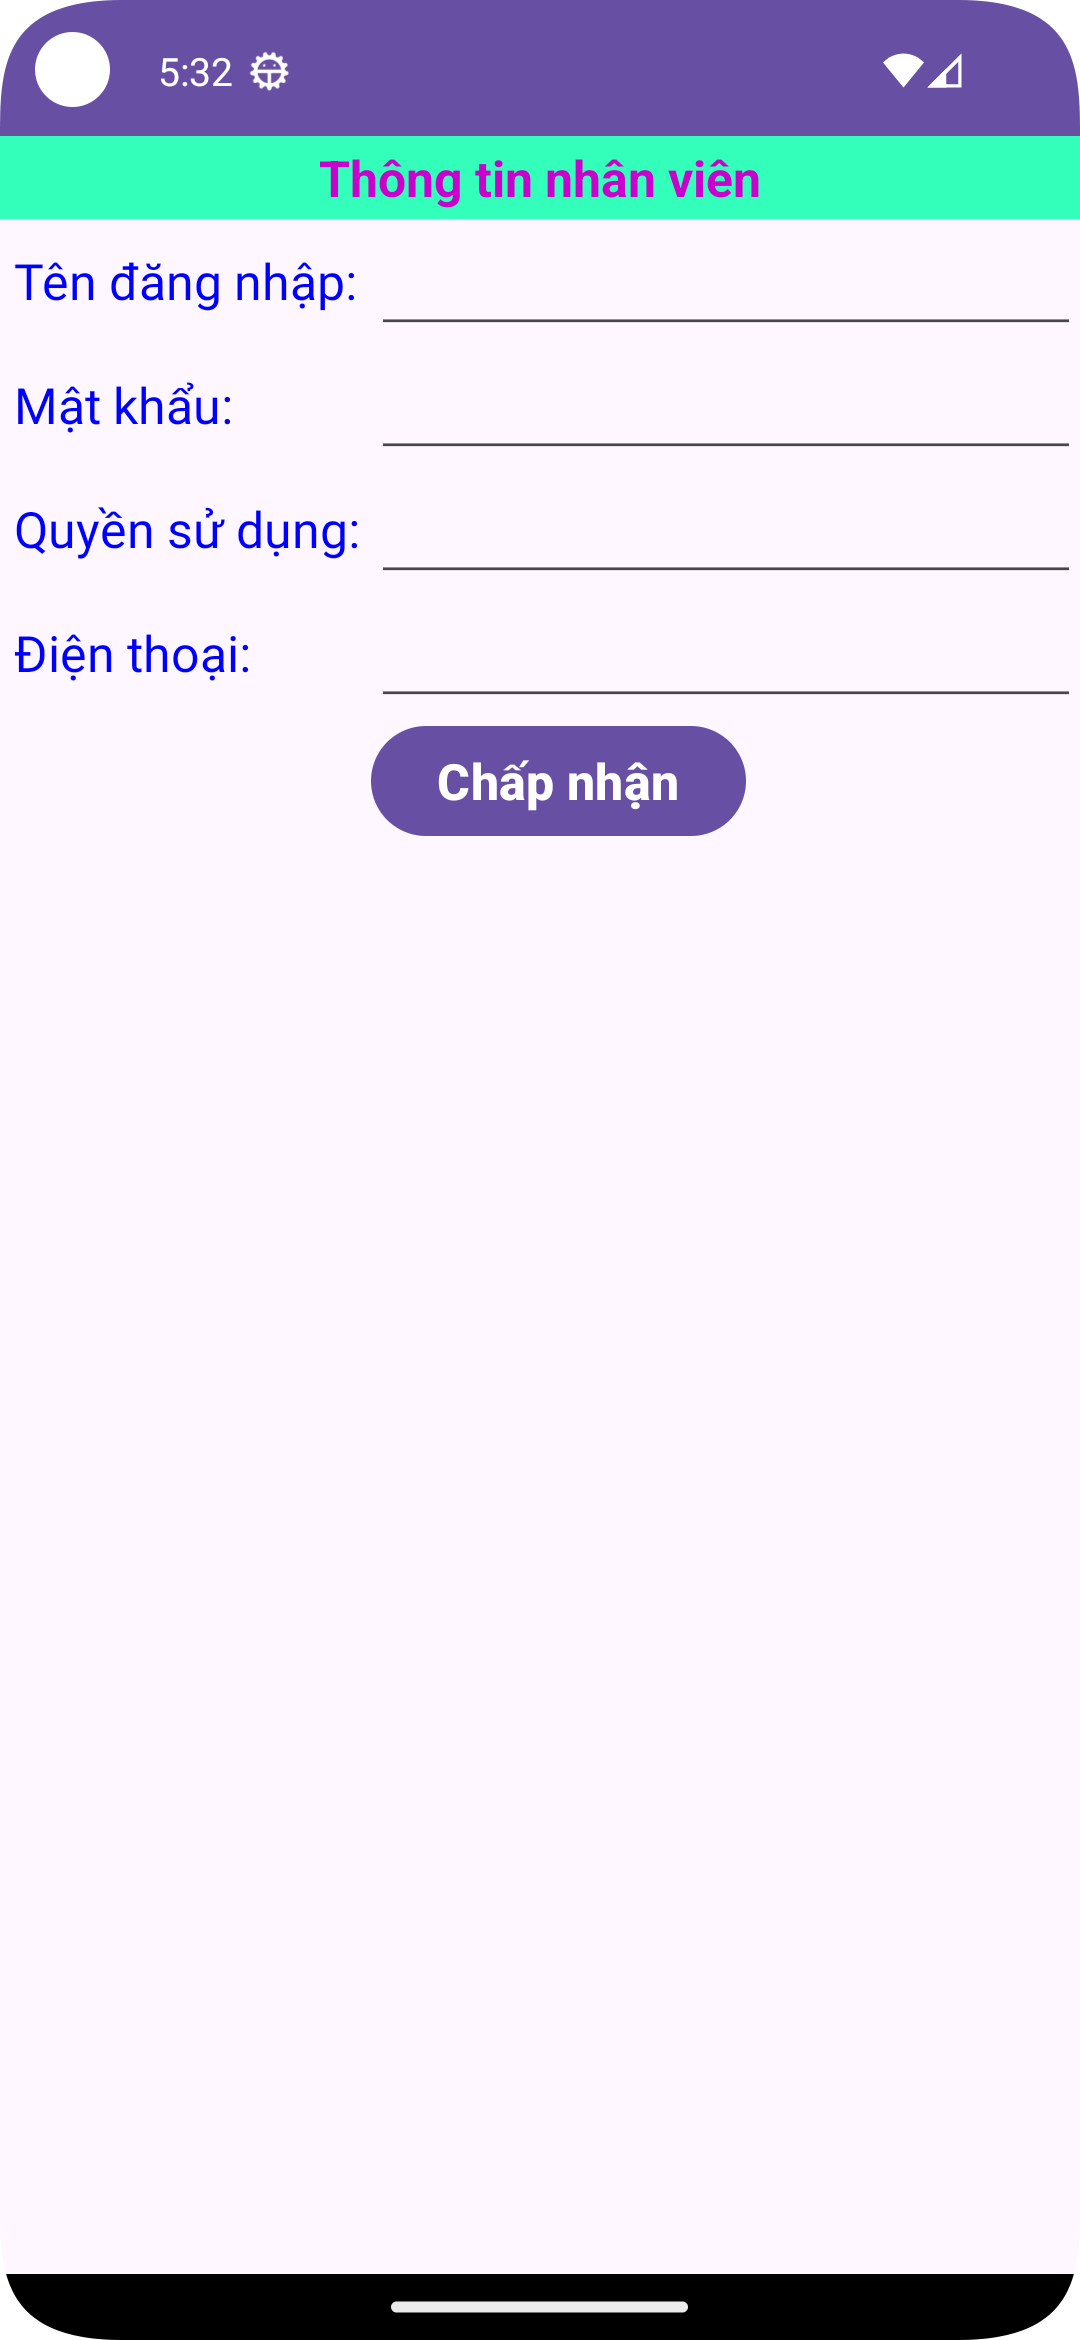 5:32
Thông tin nhân viên
Tên đăng nhập:
Mật khẩu:
Quyền sử dụng:
Điện thoại:
Chấp nhận